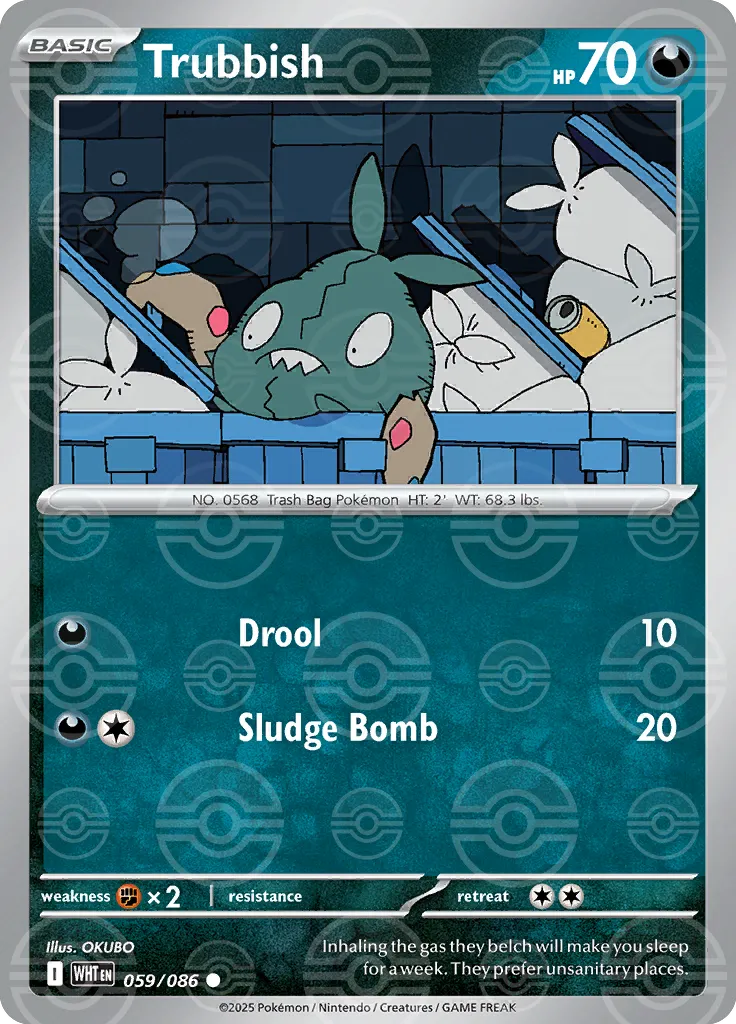 BASIC Trubbish HP 70
NO. 0568 Trash Bag Pokémon HT: 2' WT: 68.3 lbs.
Drool 10
Sludge Bomb 20
weakness ×2 resistance retreat
Illus. OKUBO
Inhaling the gas they belch will make you sleep
for a week. They prefer unsanitary places.
I WHT EN 059/086
©2025 Pokémon / Nintendo / Creatures / GAME FREAK